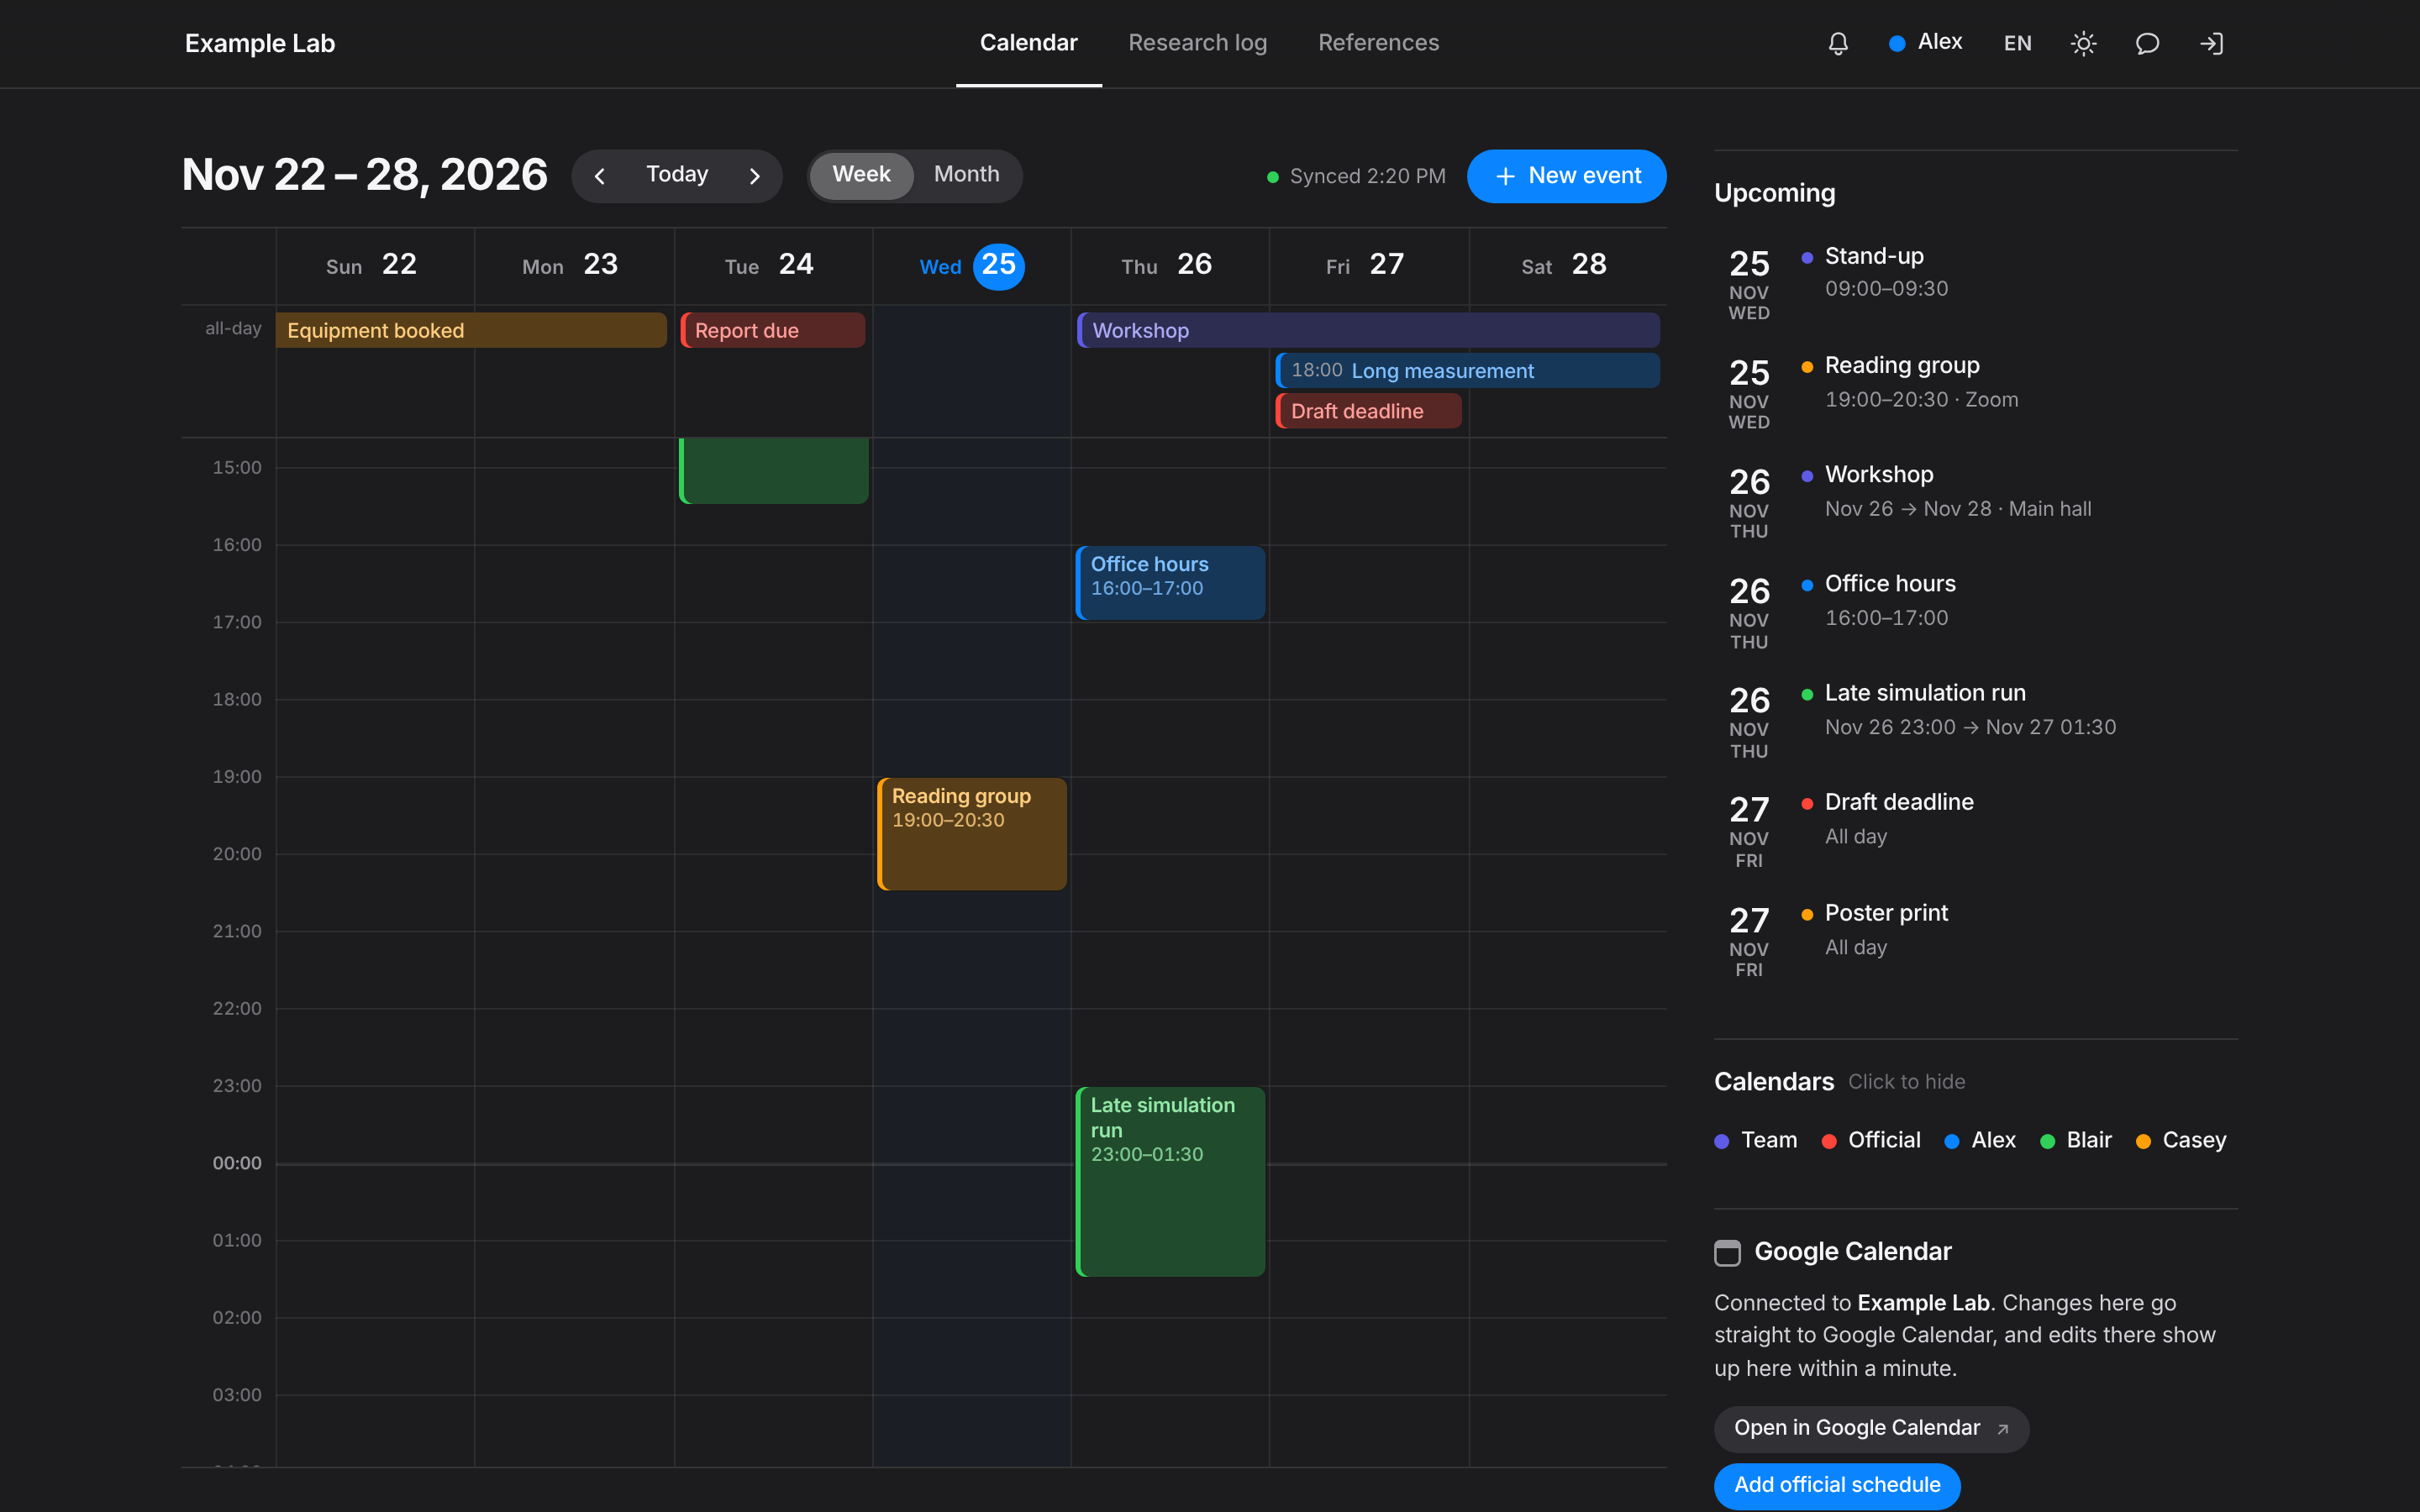 Example Lab
Calendar
Research log
References
Alex
EN
Nov 22 – 28, 2026
Today
Week
Month
Synced 2:20 PM
New event
Sun 22
Mon 23
Tue 24
Wed 25
Thu 26
Fri 27
Sat 28
all-day
Equipment booked
Report due
Workshop
18:00 Long measurement
Draft deadline
15:00
16:00
17:00
18:00
19:00
20:00
21:00
22:00
23:00
00:00
01:00
02:00
03:00
Office hours
16:00–17:00
Reading group
19:00–20:30
Late simulation
run
23:00–01:30
Upcoming
25
NOV
WED
Stand-up
09:00–09:30
25
NOV
WED
Reading group
19:00–20:30 · Zoom
26
NOV
THU
Workshop
Nov 26 → Nov 28 · Main hall
26
NOV
THU
Office hours
16:00–17:00
26
NOV
THU
Late simulation run
Nov 26 23:00 → Nov 27 01:30
27
NOV
FRI
Draft deadline
All day
27
NOV
FRI
Poster print
All day
Calendars Click to hide
Team
Official
Alex
Blair
Casey
Google Calendar
Connected to Example Lab. Changes here go
straight to Google Calendar, and edits there show
up here within a minute.
Open in Google Calendar
Add official schedule